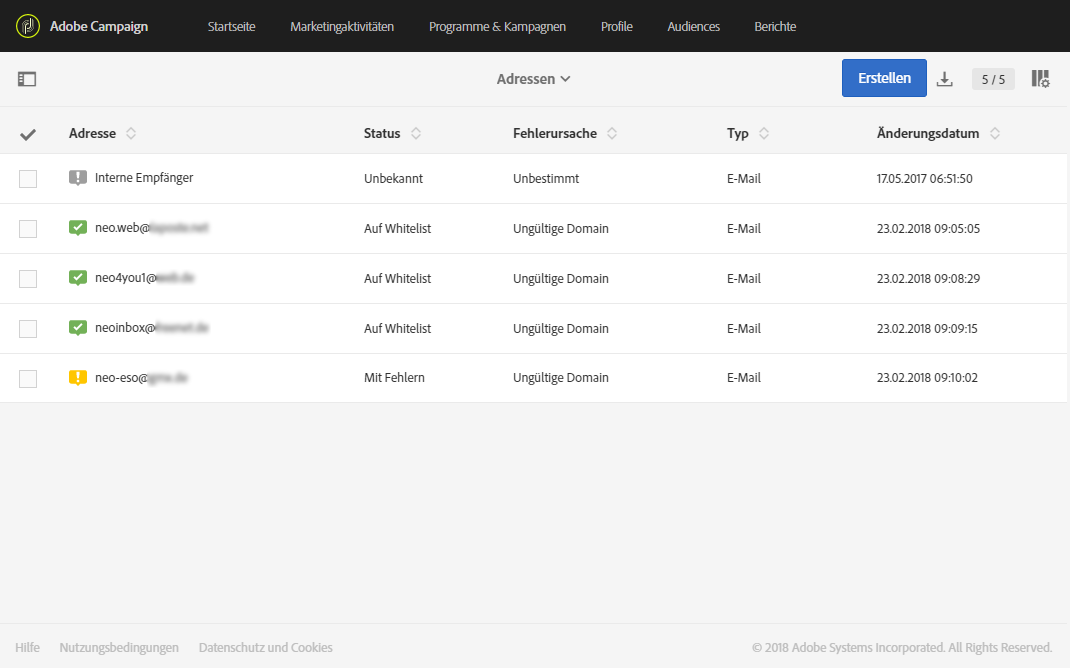 Adobe Campaign Startseite Marketingaktivitäten Programme & Kampagnen Profile Audiences Berichte
Adressen Erstellen 5 / 5
Adresse Status Fehlerursache Typ Änderungsdatum
Interne Empfänger Unbekannt Unbestimmt E-Mail 17.05.2017 06:51:50
neo.web@ Auf Whitelist Ungültige Domain E-Mail 23.02.2018 09:05:05
neo4you1@ Auf Whitelist Ungültige Domain E-Mail 23.02.2018 09:08:29
neoinbox@ Auf Whitelist Ungültige Domain E-Mail 23.02.2018 09:09:15
neo-eso@ Mit Fehlern Ungültige Domain E-Mail 23.02.2018 09:10:02
Hilfe Nutzungsbedingungen Datenschutz und Cookies © 2018 Adobe Systems Incorporated. All Rights Reserved.